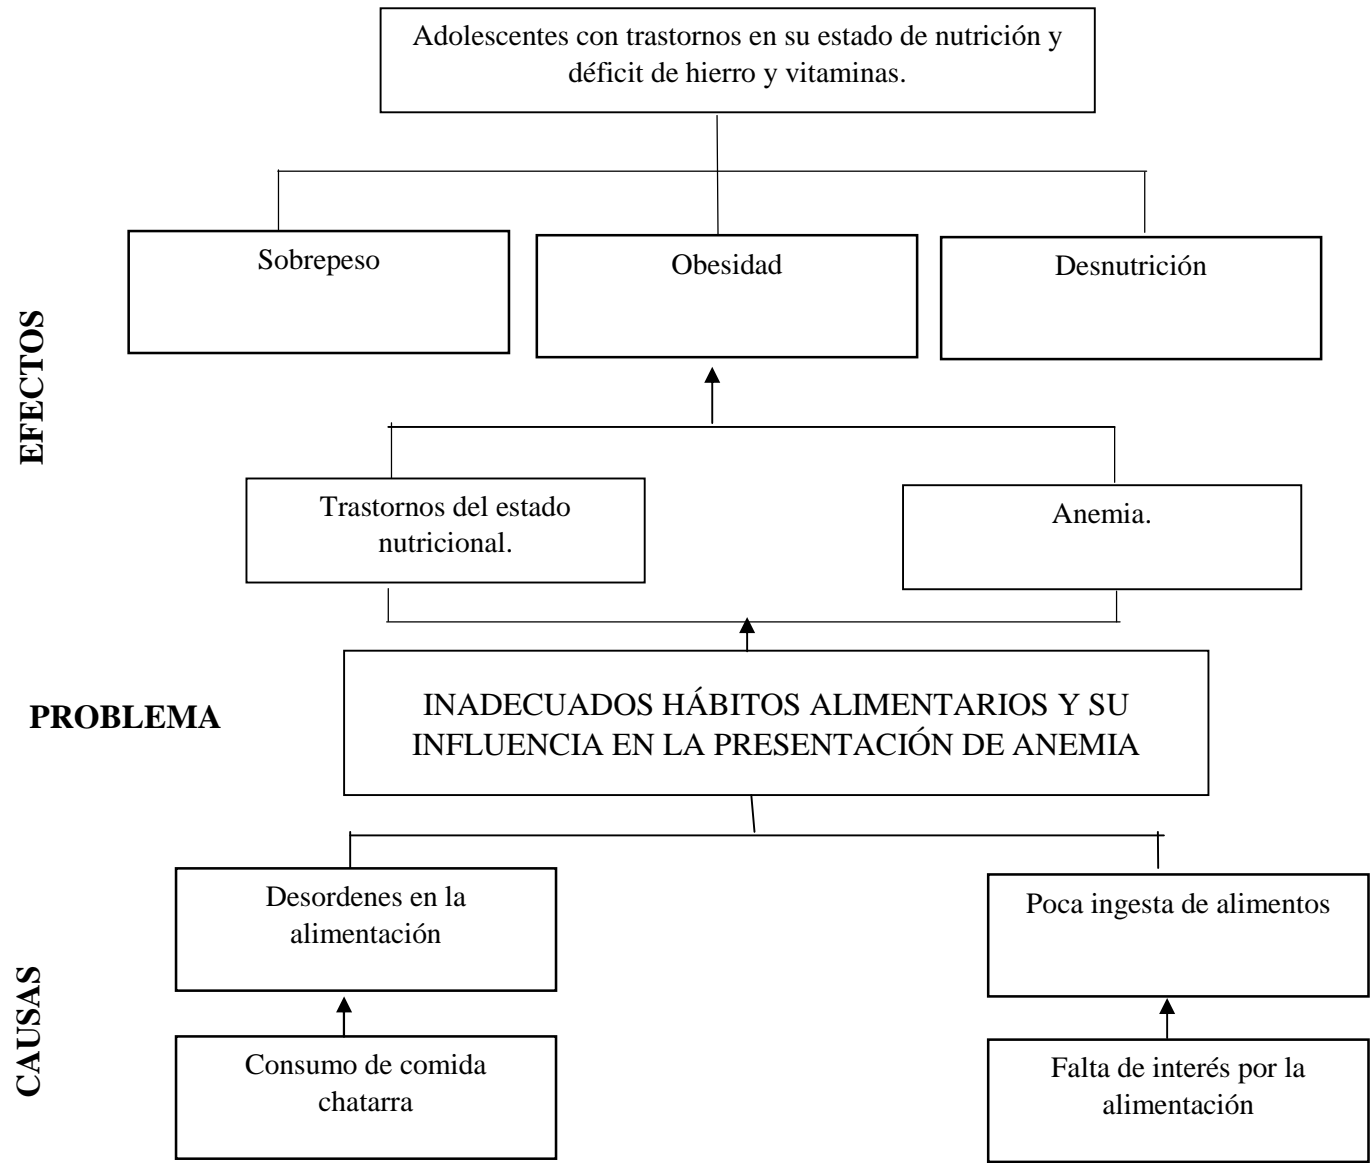 Adolescentes con trastornos en su estado de nutrición y
déficit de hierro y vitaminas.
Sobrepeso
Obesidad
Desnutrición
EFECTOS
Trastornos del estado
nutricional.
Anemia.
PROBLEMA
INADECUADOS HÁBITOS ALIMENTARIOS Y SU
INFLUENCIA EN LA PRESENTACIÓN DE ANEMIA
Desordenes en la
alimentación
Poca ingesta de alimentos
CAUSAS
Consumo de comida
chatarra
Falta de interés por la
alimentación